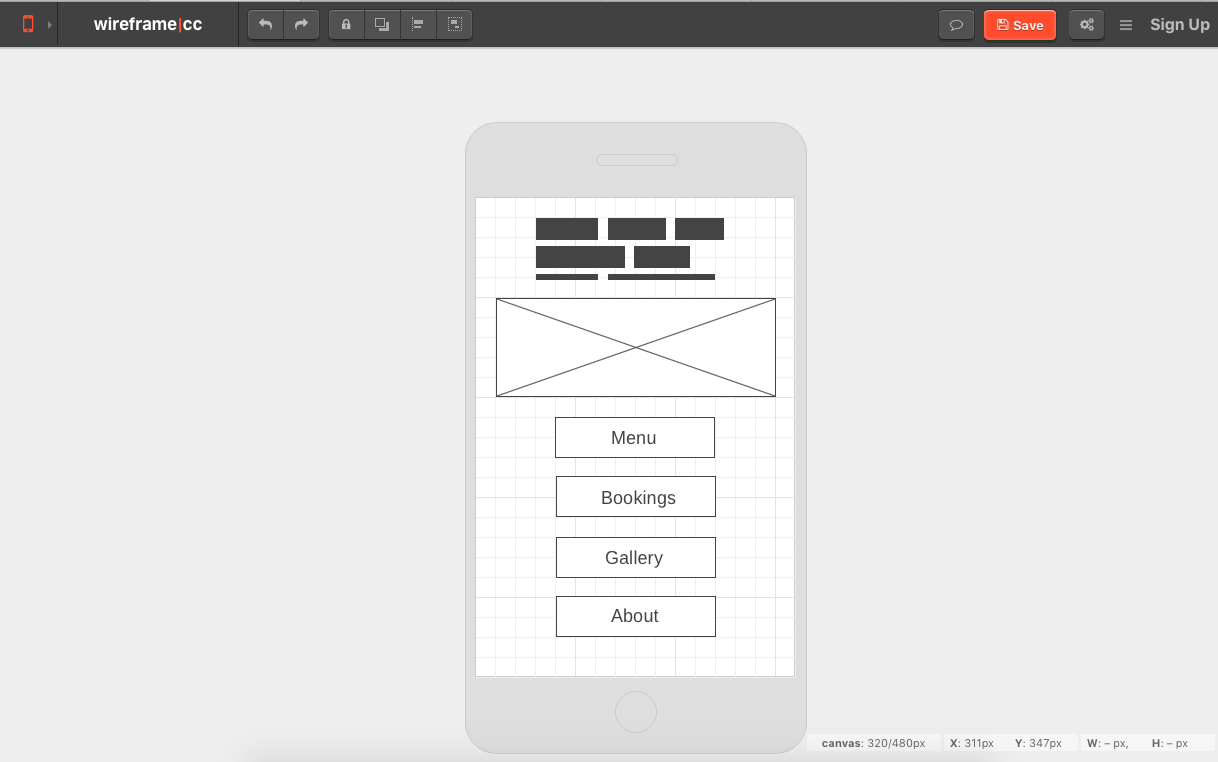 wireframe|cc
Save
Sign Up
Menu
Bookings
Gallery
About
canvas: 320/480px X: 311px Y: 347px W: – px, H: – px